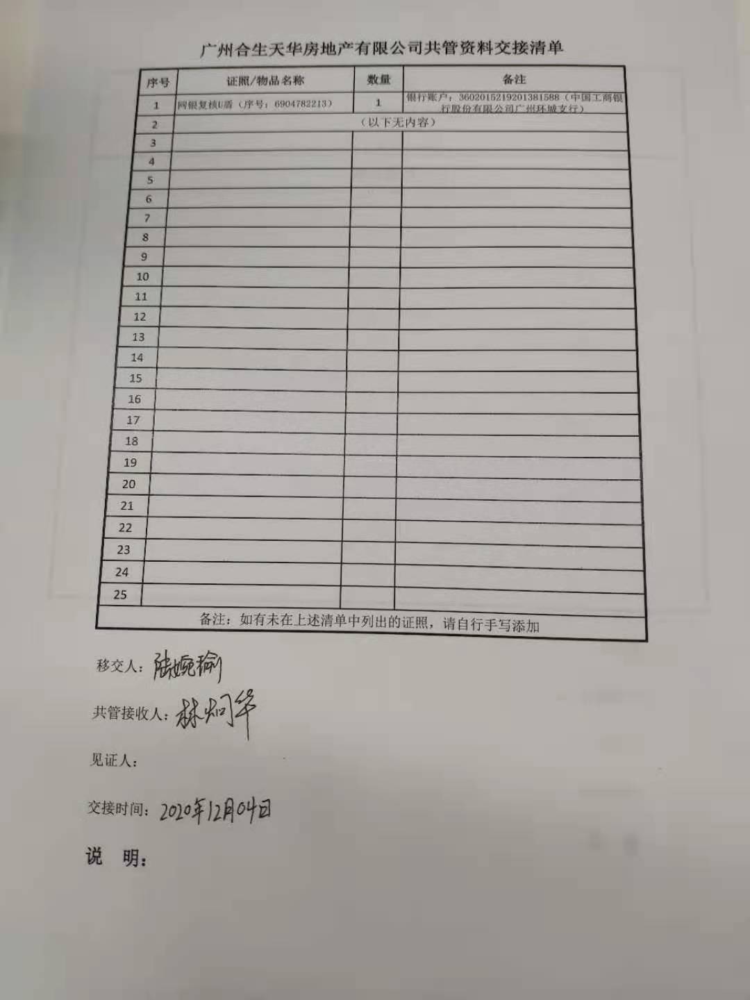 广州合生天华房地产有限公司共管资料交接清单
序号 证照/物品名称 数量 备注
1 网银复核U盾（序号：6904782213） 1 银行账户：3602015219201381588（中国工商银
行股份有限公司广州环城支行）
2 （以下无内容）
3
4
5
6
7
8
9
10
11
12
13
14
15
16
17
18
19
20
21
22
23
24
25
备注：如有未在上述清单中列出的证照，请自行手写添加
移交人：陆婉瑜
共管接收人：林炯华
见证人：
交接时间：2020年12月04日
说 明：